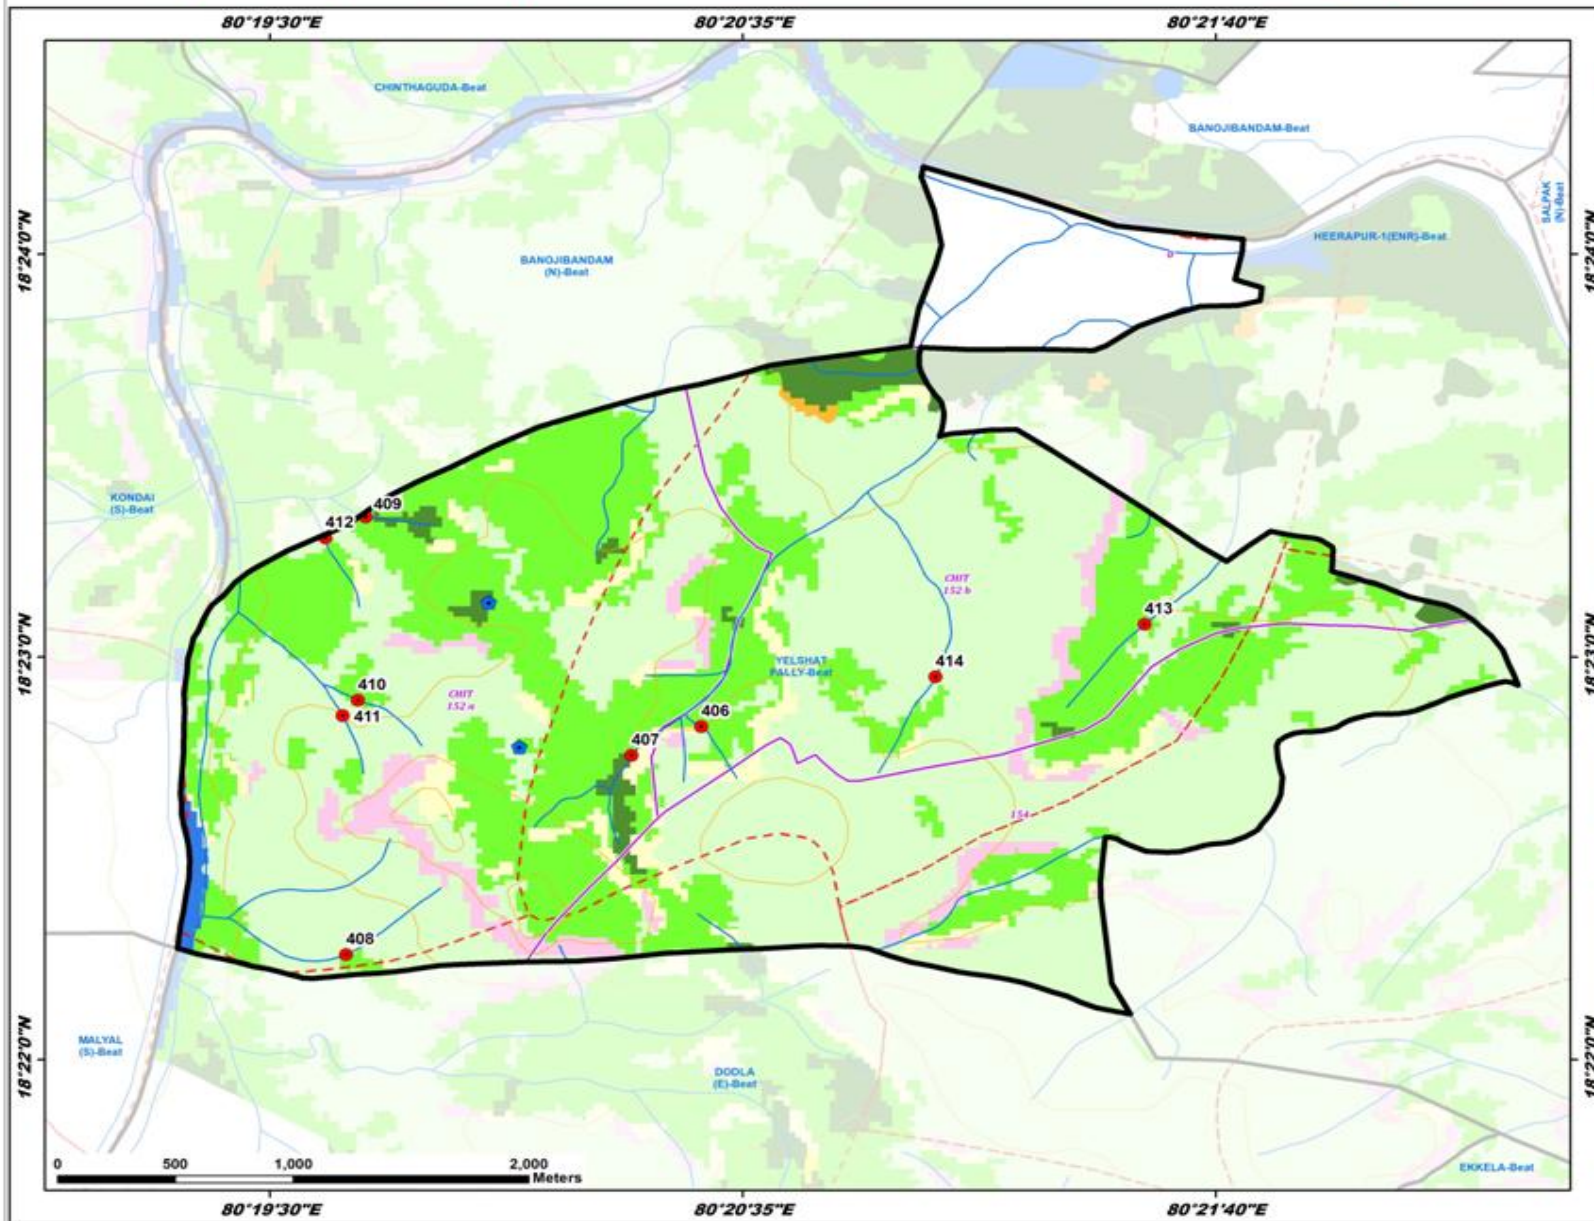 80°19'30"E 80°20'35"E 80°21'40"E
CHINTHAGUDA-Beat
BANOJIBANDAM-Beat
SALPAK
(N)-Beat
HEERAPUR-1(ENR)-Beat
18°24'0"N 18°24'0"N
BANOJIBANDAM
(N)-Beat
D
KONDAI
(S)-Beat
409
412
CHIT
152 b
413
18°23'0"N 18°23'0"N
YELSHAT
PALLY-Beat
414
410
CHIT
152 a
411
406
407
154
408
MALYAL
(S)-Beat
18°22'0"N 18°22'0"N
DODLA
(E)-Beat
EKKELA-Beat
0 500 1,000 2,000
Meters
80°19'30"E 80°20'35"E 80°21'40"E